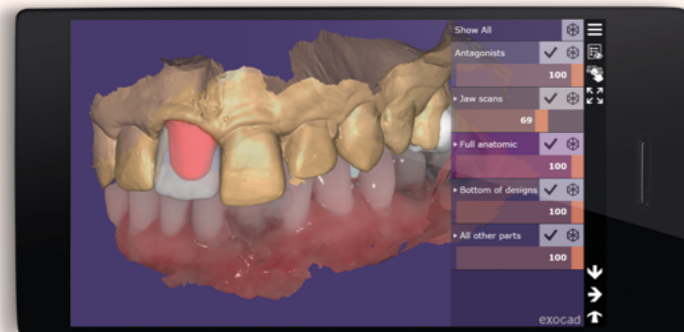 Show All
Antagonists
100
Jaw scans
69
Full anatomic
100
Bottom of designs
100
All other parts
100
exocad